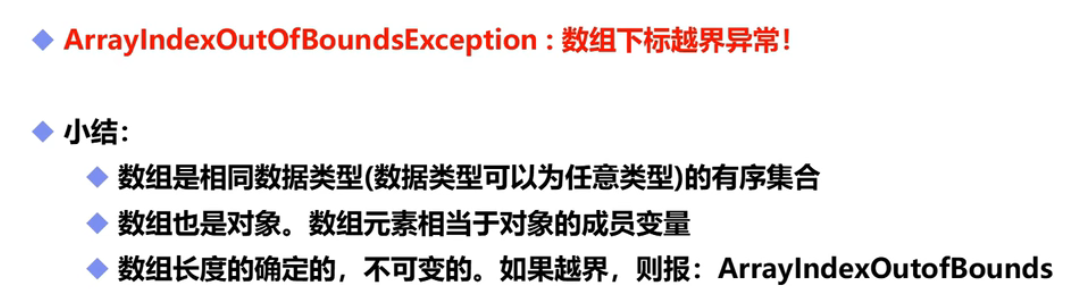 ArrayIndexOutOfBoundsException : 数组下标越界异常!
小结:
数组是相同数据类型(数据类型可以为任意类型)的有序集合
数组也是对象。数组元素相当于对象的成员变量
数组长度的确定的，不可变的。如果越界，则报：ArrayIndexOutofBounds